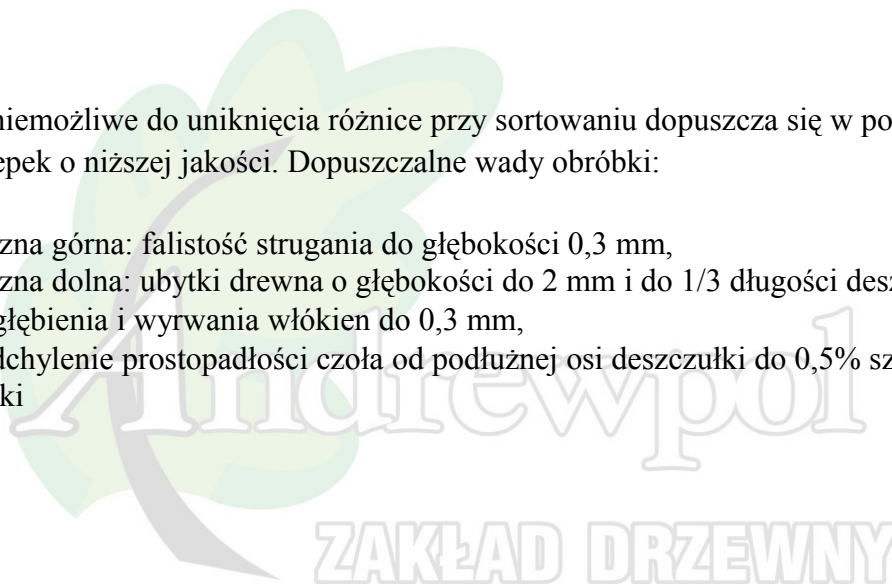 niemożliwe do uniknięcia różnice przy sortowaniu dopuszcza się w po
epek o niższej jakości. Dopuszczalne wady obróbki:
zna górna: falistość strugania do głębokości 0,3 mm,
zna dolna: ubytki drewna o głębokości do 2 mm i do 1/3 długości desz
głębienia i wyrwania włókien do 0,3 mm,
dchylenie prostopadłości czoła od podłużnej osi deszczułki do 0,5% sz
ki
Andrewpol
ZAKŁAD DRZEWNY